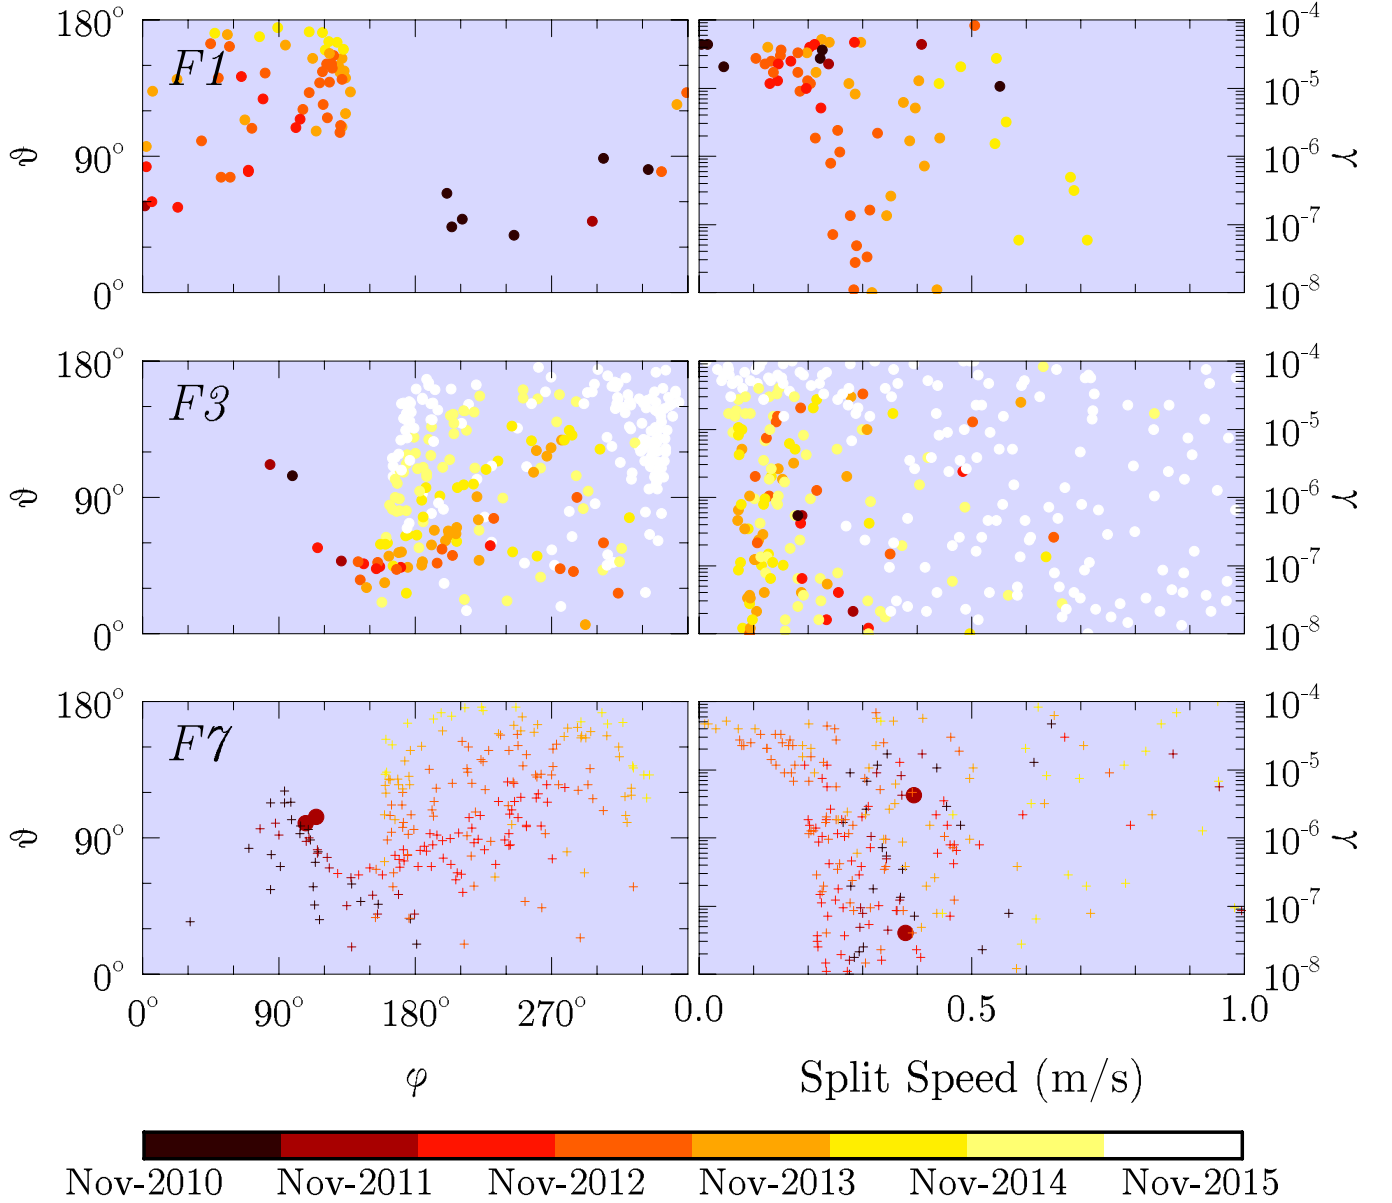 180° 10⁻⁴
F1 10⁻⁵
ϑ 90° 10⁻⁶ γ
10⁻⁷
0° 10⁻⁸
180° 10⁻⁴
F3 10⁻⁵
ϑ 90° 10⁻⁶ γ
10⁻⁷
0° 10⁻⁸
180° 10⁻⁴
F7 10⁻⁵
ϑ 90° 10⁻⁶ γ
10⁻⁷
0° 10⁻⁸
0° 90° 180° 270° 0.0 0.5 1.0
φ Split Speed (m/s)
Nov-2010 Nov-2011 Nov-2012 Nov-2013 Nov-2014 Nov-2015